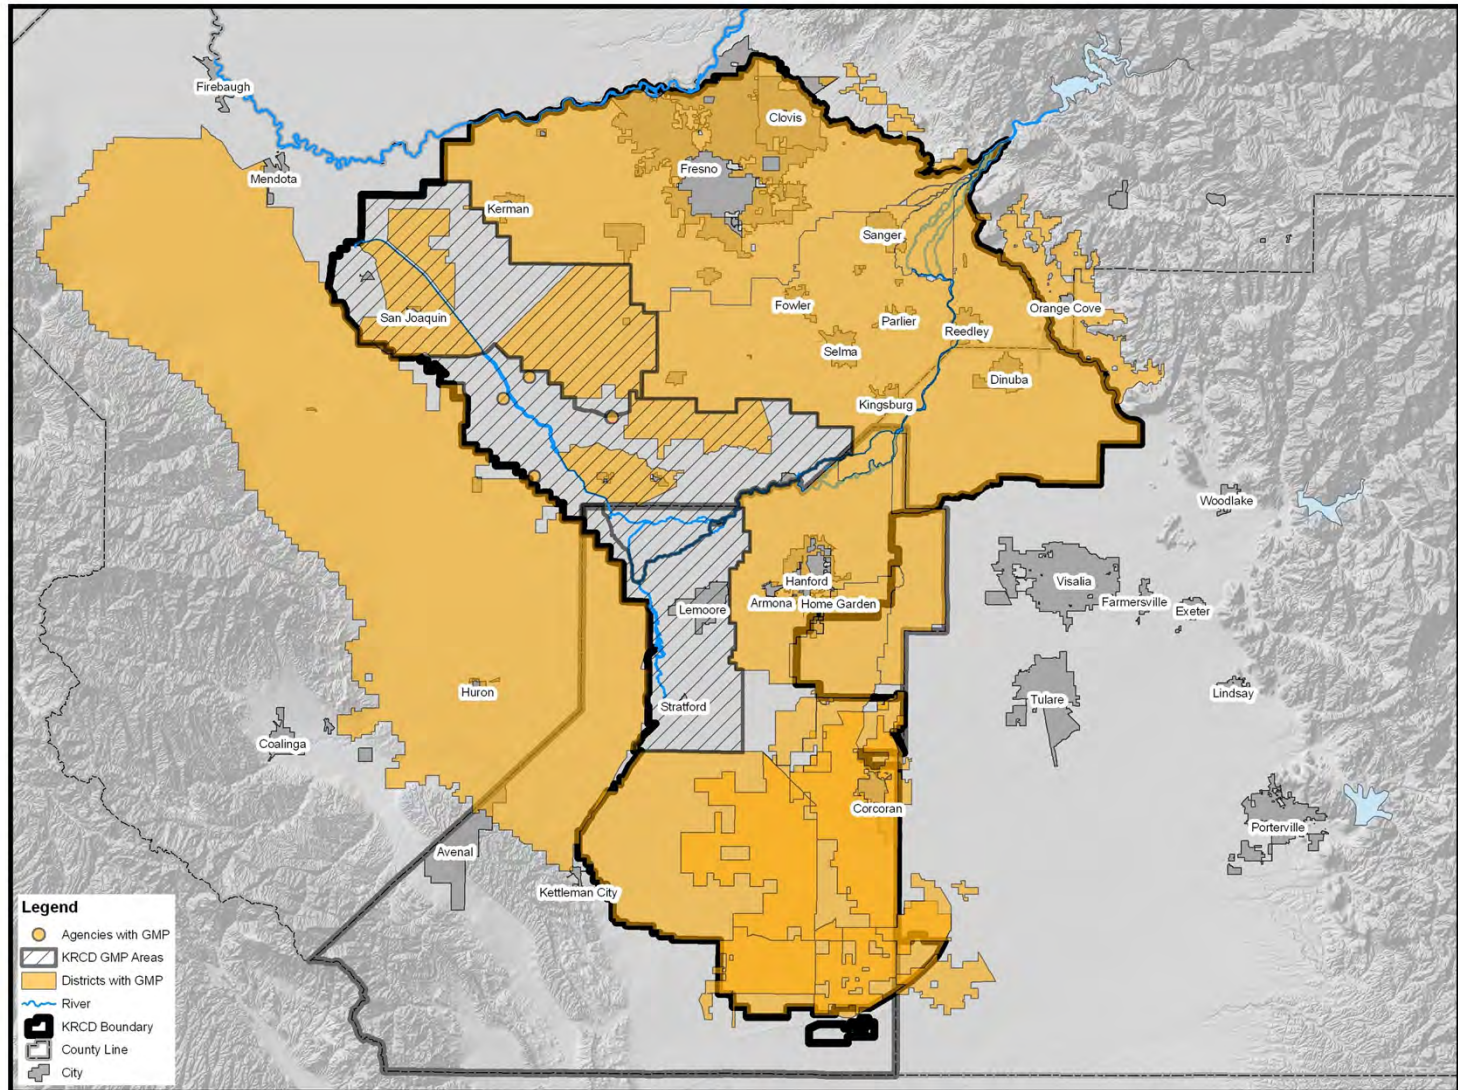 Firebaugh
Mendota
Clovis
Fresno
Kerman
Sanger
San Joaquin
Fowler
Parlier
Reedley
Orange Cove
Selma
Dinuba
Kingsburg
Woodlake
Hanford
Visalia
Armona
Home Garden
Farmersville
Exeter
Lemoore
Huron
Stratford
Tulare
Lindsay
Coalinga
Corcoran
Porterville
Avenal
Kettleman City
Legend
Agencies with GMP
KRCD GMP Areas
Districts with GMP
River
KRCD Boundary
County Line
City